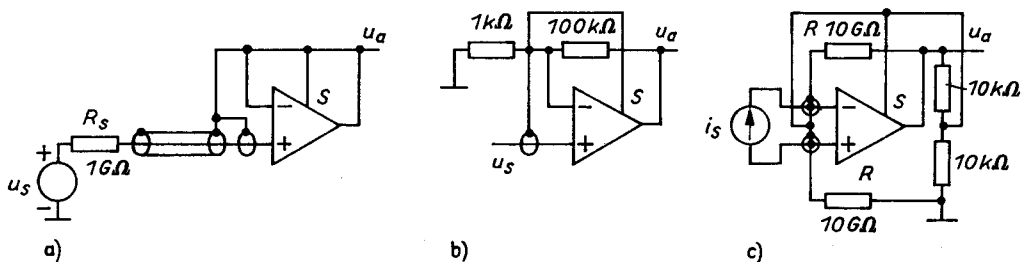 u_a
S
−
+
R_s
1GΩ
+
u_s
−
a)
1kΩ
100kΩ
u_a
S
−
+
u_s
b)
R 10GΩ
u_a
S
−
+
10kΩ
i_s
R
10kΩ
10GΩ
c)